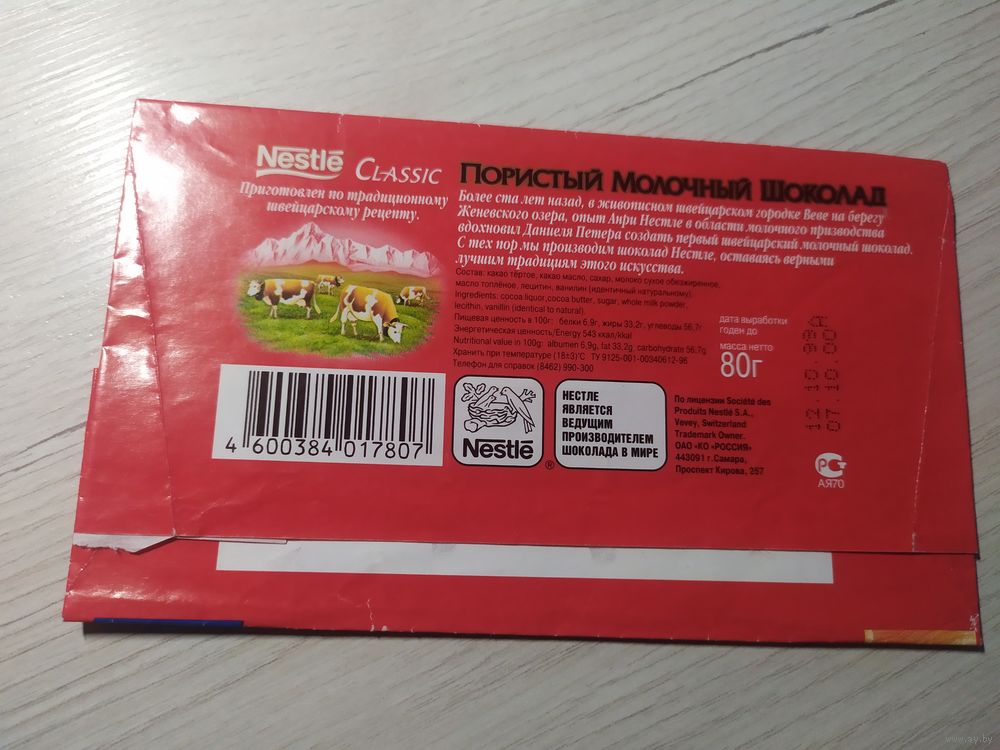 Nestlé CLASSIC
Приготовлен по традиционному
швейцарскому рецепту.
Пористый Молочный Шоколад
Более ста лет назад, в живописном швейцарском городке Веве на берегу
Женевского озера, опыт Анри Нестле в области молочного призводства
вдохновил Даниеля Петера создать первый швейцарский молочный шоколад.
С тех пор мы производим шоколад Нестле, оставаясь верными
лучшим традициям этого искусства.
Состав: какао тёртое, какао масло, сахар, молоко сухое обезжиренное,
масло топлёное, лецитин, ванилин (идентичный натуральному).
Ingredients: cocoa liquor,cocoa butter, sugar, whole milk powder,
lecithin, vanillin (identical to natural)
Пищевая ценность в 100г: белки 6,9г, жиры 33,2г, углеводы 56,7г
Энергетическая ценность/Energy 543 ккал/kkal
Nutritional value in 100g: albumen 6,9g, fat 33,2g, carbohydrate 56,7g
Хранить при температуре (18±3)°С ТУ 9125-001-00340612-96
Телефон для справок (8462) 990-300
дата выработки
годен до
масса нетто
80г
4 600384 017807
Nestlé
®
НЕСТЛЕ
ЯВЛЯЕТСЯ
ВЕДУЩИМ
ПРОИЗВОДИТЕЛЕМ
ШОКОЛАДА В МИРЕ
По лицензии Société des
Produits Nestlé S.A.,
Vevey, Switzerland
Trademark Owner.
ОАО «КО «РОССИЯ»
443091 г.Самара,
Проспект Кирова, 257
АЯ70
www.ay.by